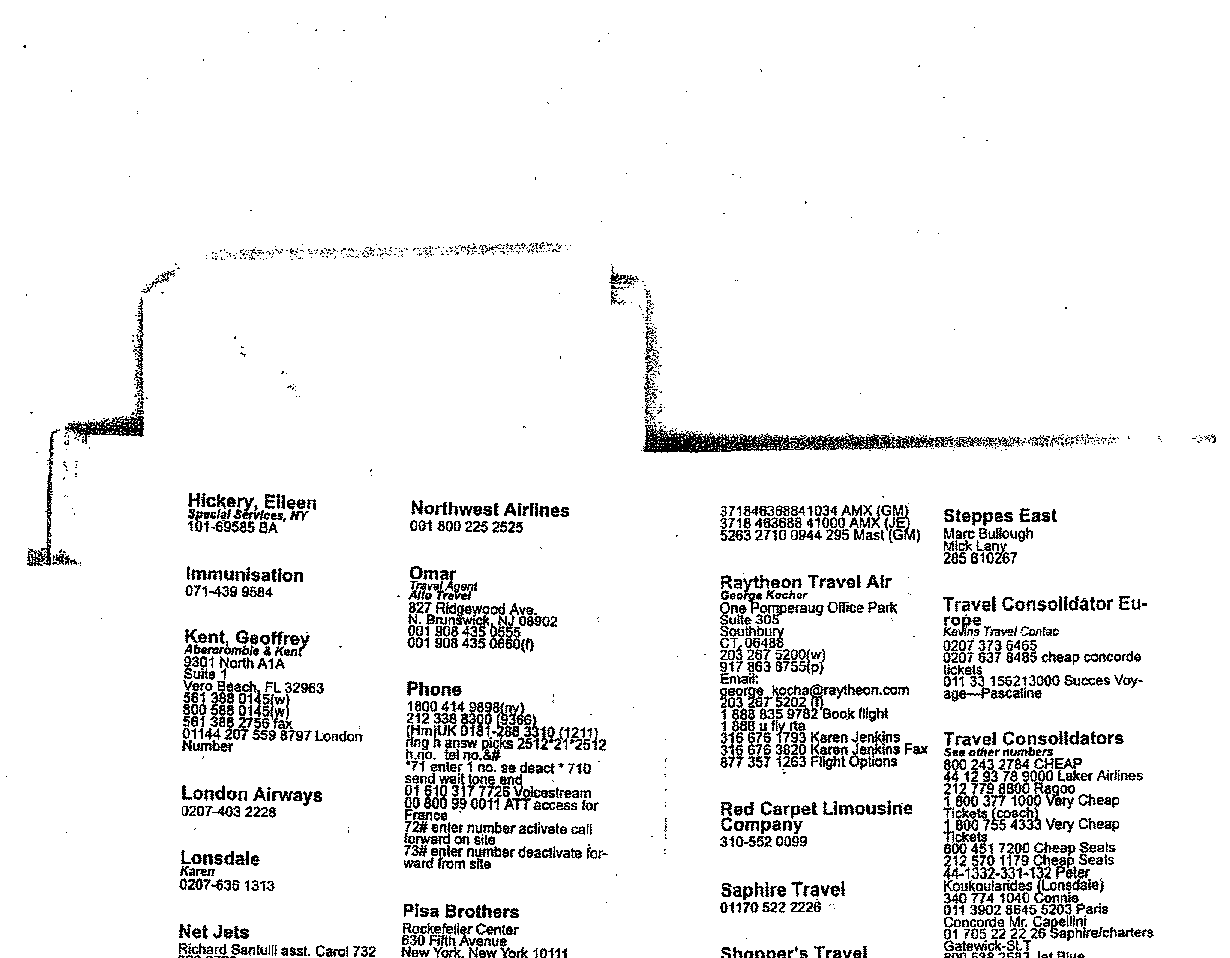 Hickery, Eileen
Special Services, NY
101-69585 BA
Immunisation
071-439 9584
Kent, Geoffrey
Abercrombie & Kent
9301 North A1A
Suite 1
Vero Beach, FL 32963
561 388 0145(w)
800 588 0145(w)
561 388 2756 fax
01144 207 559 8797 London
Number
London Airways
0207-403 2228
Lonsdale
Karen
0207-636 1313
Net Jets
Richard Santulli asst. Carol 732
Northwest Airlines
001 800 225 2525
Omar
Travel Agent
Allo Travel
827 Ridgewood Ave.
N. Brunswick, NJ 08902
001 908 435 0555
001 908 435 0660(f)
Phone
1800 414 9898(ny)
212 338 8300 (9366)
(Hm)UK 0181-288 3310 (1211)
ring h answ picks 2512*21*2512
h.no. tel no.&#
*71 enter 1 no. se deact * 710
send wait tone end
01 610 317 7726 Voicestream
00 800 99 0011 ATT access for
France
72# enter number activate call
forward on site
73# enter number deactivate for-
ward from site
Pisa Brothers
Rockefeller Center
630 Fifth Avenue
New York, New York 10111
371846368841034 AMX (GM)
3718 463688 41000 AMX (JE)
5263 2710 0944 295 Mast (GM)
Raytheon Travel Air
George Kocher
One Pomperaug Office Park
Suite 305
Southbury
CT, 06488
203 267 5200(w)
917 863 8755(p)
Email:
george_kocha@raytheon.com
203 267 5202 (f)
1 888 835 9782 Book flight
1 888 u fly rta
316 676 1793 Karen Jenkins
316 676 3820 Karen Jenkins Fax
877 357 1263 Flight Options
Red Carpet Limousine
Company
310-552 0099
Saphire Travel
01170 522 2226
Shopper's Travel
Steppes East
Marc Bullough
Mick Lany
285 810267
Travel Consolidator Eu-
rope
Kevins Travel Contac
0207 373 6465
0207 637 8485 cheap concorde
tickets
011 33 156213000 Succes Voy-
age—Pascaline
Travel Consolidators
See other numbers
800 243 2784 CHEAP
44 12 93 78 9000 Laker Airlines
212 779 8800 Ragoo
1 800 377 1000 Very Cheap
Tickets (coach)
1 800 755 4333 Very Cheap
Tickets
800 451 7200 Cheap Seats
212 570 1179 Cheap Seats
44-1332-331-132 Peter
Koukoularides (Lonsdale)
340 774 1040 Connie
011 3902 8645 5203 Paris
Concorde Mr. Capellini
01 705 22 22 26 Saphire/charters
Gatewick-St.T
800 538 2583 Jet Blue